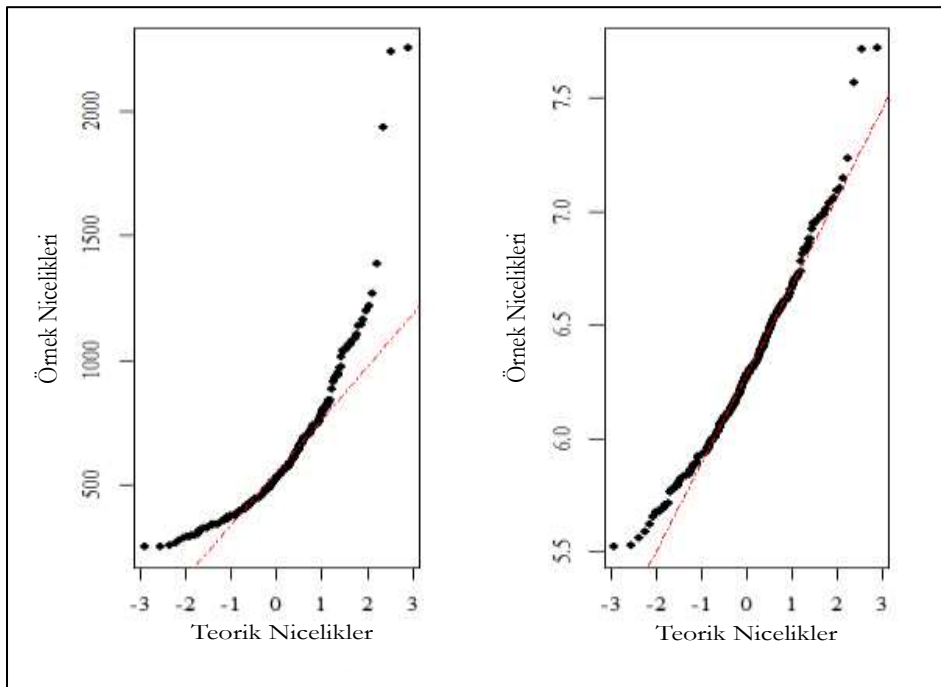 2000
1500
1000
500
Örnek Nicelikleri
-3 -2 -1 0 1 2 3
Teorik Nicelikler
7.5
7.0
6.5
6.0
5.5
Örnek Nicelikleri
-3 -2 -1 0 1 2 3
Teorik Nicelikler